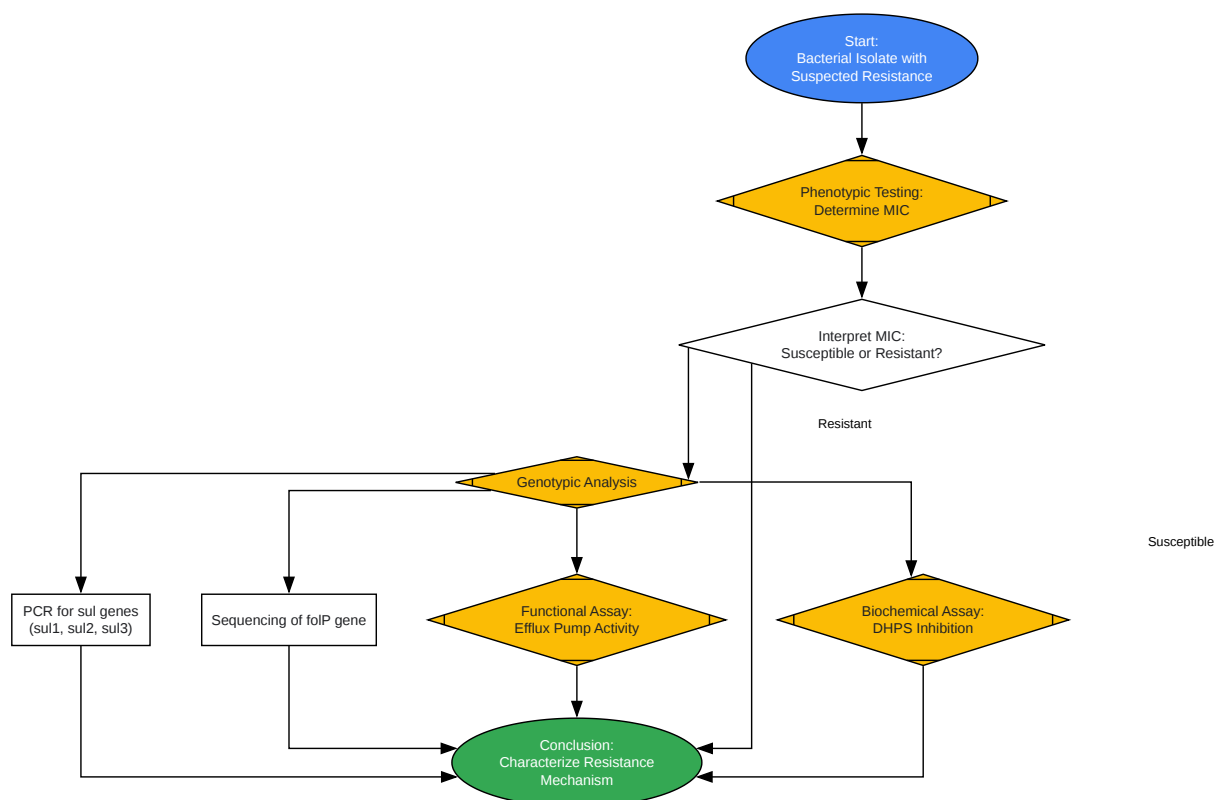 Start:
Bacterial Isolate with
Suspected Resistance
Phenotypic Testing:
Determine MIC
Interpret MIC:
Susceptible or Resistant?
Resistant
Genotypic Analysis
Susceptible
PCR for sul genes
(sul1, sul2, sul3)
Sequencing of folP gene
Functional Assay:
Efflux Pump Activity
Biochemical Assay:
DHPS Inhibition
Conclusion:
Characterize Resistance
Mechanism